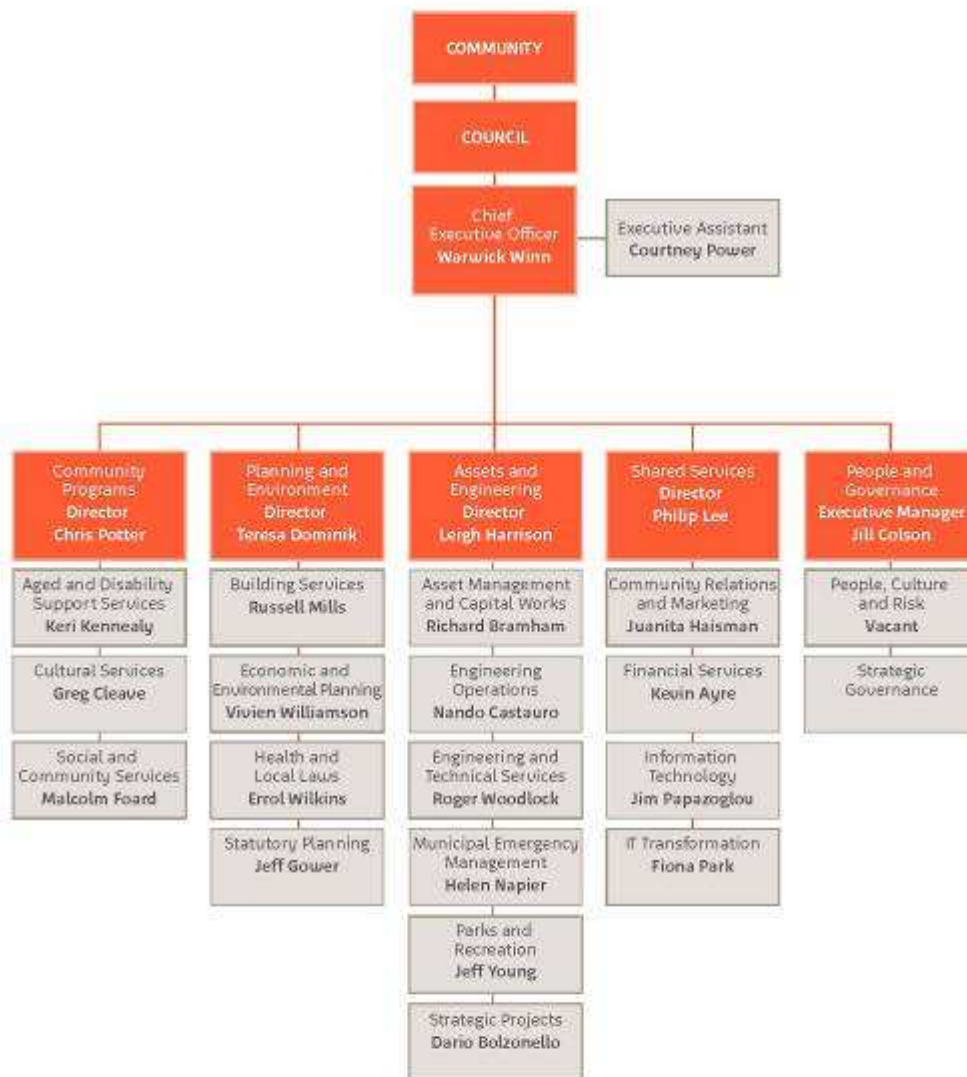 COMMUNITY
COUNCIL
Chief
Executive Officer
Warwick Winn
Executive Assistant
Courtney Power
Community
Programs
Director
Chris Potter
Aged and Disability
Support Services
Keri Kennealy
Cultural Services
Greg Cleave
Social and
Community Services
Malcolm Foard
Planning and
Environment
Director
Teresa Dominik
Building Services
Russell Mills
Economic and
Environmental Planning
Vivien Williamson
Health and
Local Laws
Errol Wilkins
Statutory Planning
Jeff Gower
Assets and
Engineering
Director
Leigh Harrison
Asset Management
and Capital Works
Richard Bramham
Engineering
Operations
Nando Castauro
Engineering and
Technical Services
Roger Woodlock
Municipal Emergency
Management
Helen Napier
Parks and
Recreation
Jeff Young
Strategic Projects
Dario Bolzonello
Shared Services
Director
Philip Lee
Community Relations
and Marketing
Juanita Haisman
Financial Services
Kevin Ayre
Information
Technology
Jim Papazoglou
IT Transformation
Fiona Park
People and
Governance
Executive Manager
Jill Colson
People, Culture
and Risk
Vacant
Strategic
Governance